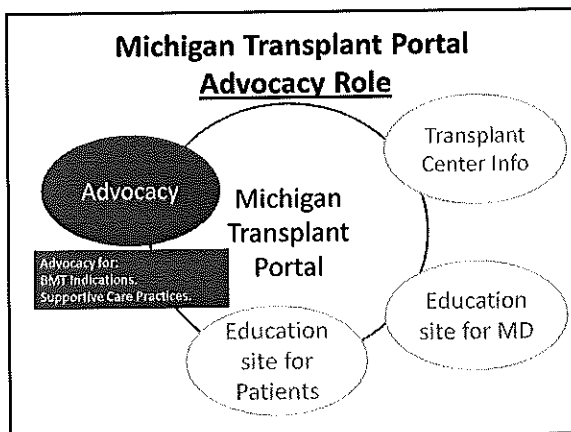 Michigan Transplant Portal
Advocacy Role
Advocacy
Transplant
Center Info
Michigan
Transplant
Portal
Advocacy for:
BMT Indications.
Supportive Care Practices.
Education
site for MD
Education
site for
Patients